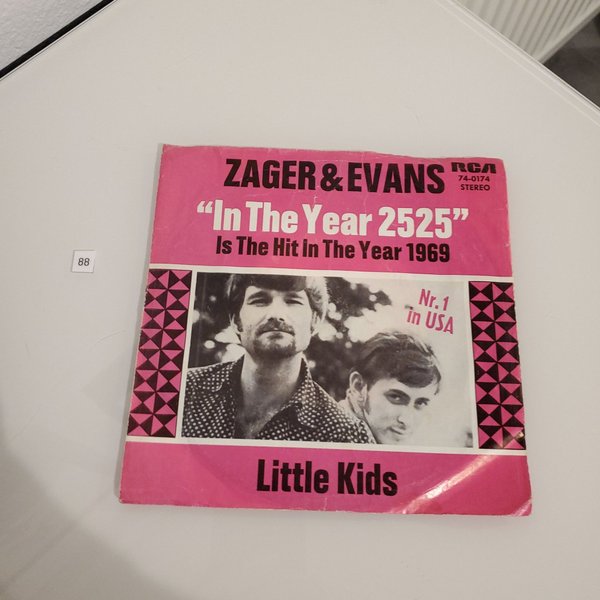 ZAGER & EVANS
RCA
74-0174
STEREO
“In The Year 2525”
Is The Hit In The Year 1969
88
Nr. 1
in USA
Little Kids